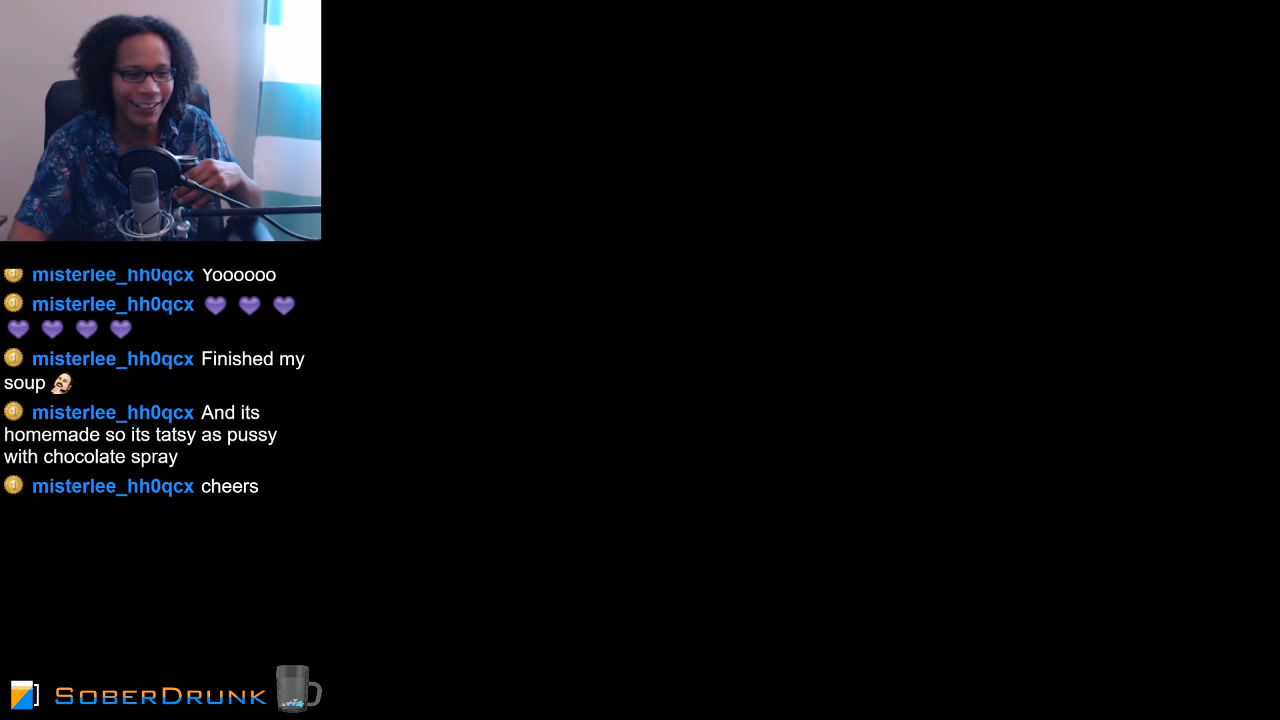 misterlee_hh0qcx Yoooooo
misterlee_hh0qcx
misterlee_hh0qcx Finished my
soup
misterlee_hh0qcx And its
homemade so its tatsy as pussy
with chocolate spray
misterlee_hh0qcx cheers
SoberDrunk